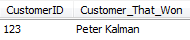 CustomerID Customer_That_Won
123 Peter Kalman